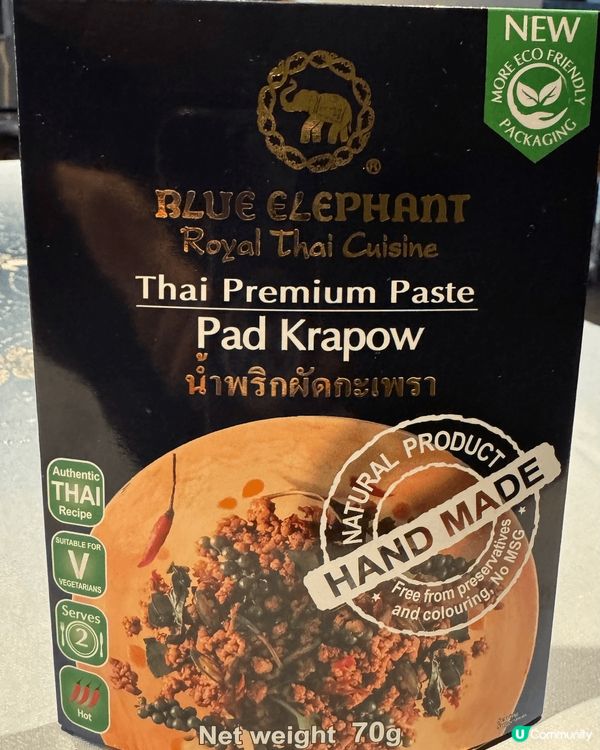 NEW
MORE ECO FRIENDLY
PACKAGING
®
BLUE ELEPHANT
Royal Thai Cuisine
Thai Premium Paste
Pad Krapow
น้ำพริกผัดกะเพรา
Authentic
THAI
Recipe
SUITABLE FOR
V
VEGETARIANS
Serves
2
Hot
NATURAL PRODUCT
HAND MADE
Free from preservatives
and colouring, No MSG
Net weight 70g
U Community